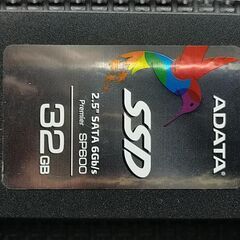 ADATA
SSD
2.5" SATA 6Gb/s
Premier SP600
32GB